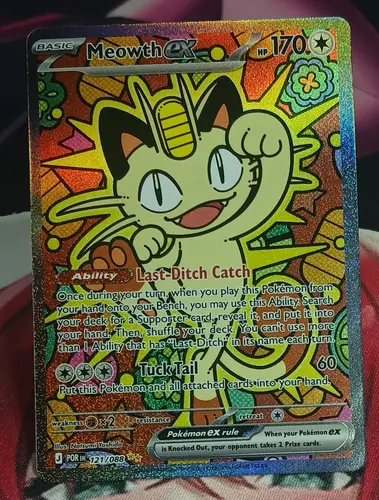 BASIC Meowth ex HP 170
Ability Last-Ditch Catch
Once during your turn, when you play this Pokémon from
your hand onto your Bench, you may use this Ability. Search
your deck for a Supporter card, reveal it, and put it into
your hand. Then, shuffle your deck. You can't use more
than 1 Ability that has "Last-Ditch" in its name each turn.
Tuck Tail 60
Put this Pokémon and all attached cards into your hand.
weakness ×2 resistance retreat
Illus. Natsumi Yoshida
Pokémon ex rule When your Pokémon ex
is Knocked Out, your opponent takes 2 Prize cards.
J POR EN 121/088